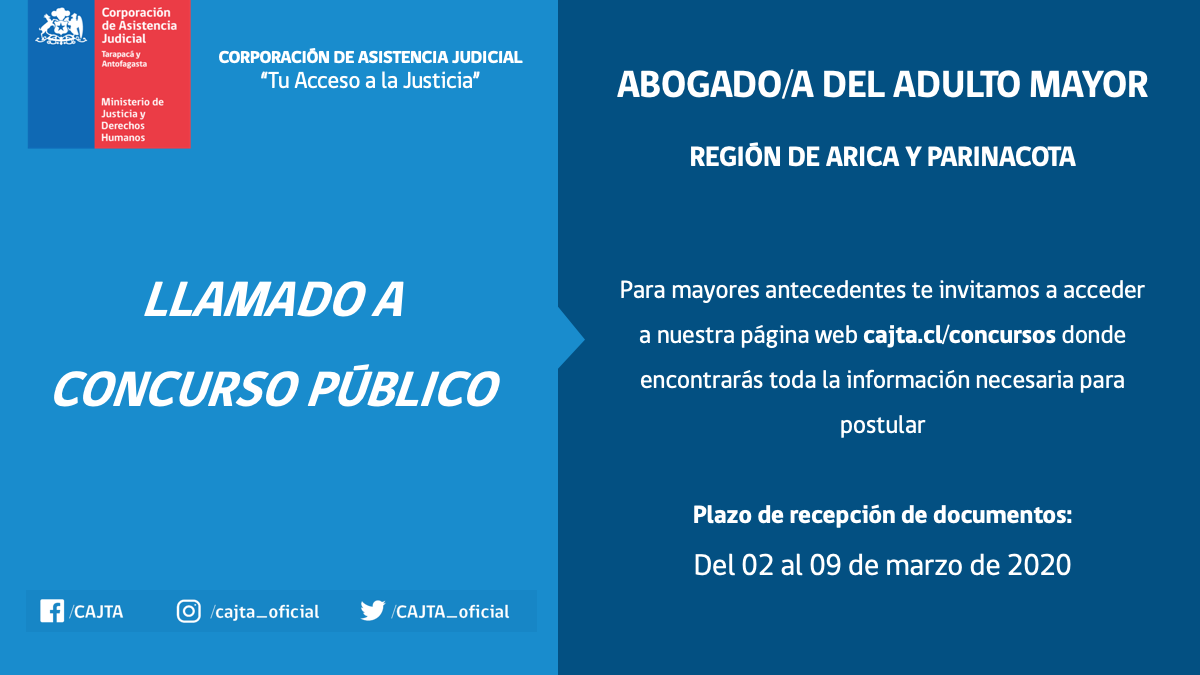 Corporación
de Asistencia
Judicial
Tarapacá y
Antofagasta
Ministerio de
Justicia y
Derechos
Humanos
CORPORACIÓN DE ASISTENCIA JUDICIAL
“Tu Acceso a la Justicia”
LLAMADO A
CONCURSO PÚBLICO
/CAJTA
/cajta_oficial
/CAJTA_oficial
ABOGADO/A DEL ADULTO MAYOR
REGIÓN DE ARICA Y PARINACOTA
Para mayores antecedentes te invitamos a acceder
a nuestra página web cajta.cl/concursos donde
encontrarás toda la información necesaria para
postular
Plazo de recepción de documentos:
Del 02 al 09 de marzo de 2020